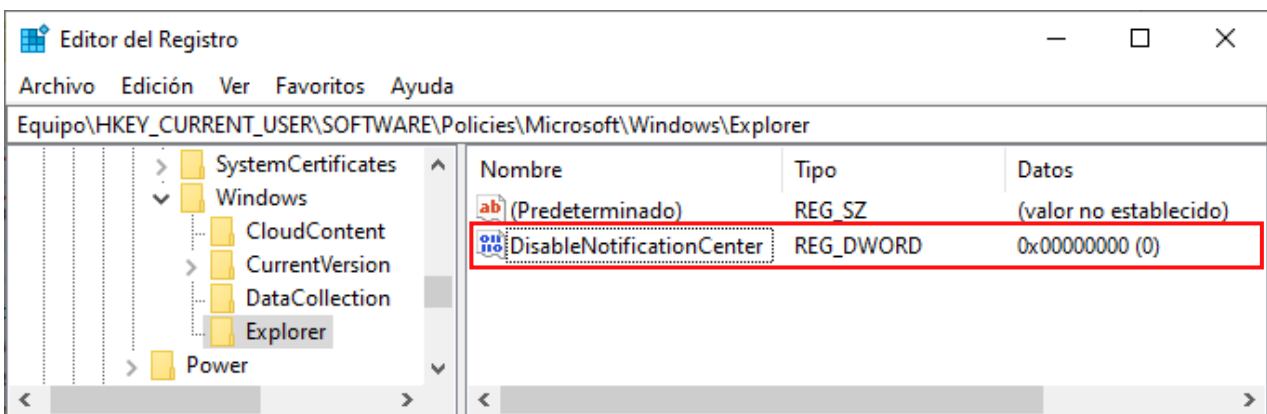 Editor del Registro
Archivo Edición Ver Favoritos Ayuda
Equipo\HKEY_CURRENT_USER\SOFTWARE\Policies\Microsoft\Windows\Explorer
SystemCertificates
Windows
CloudContent
CurrentVersion
DataCollection
Explorer
Power
Nombre Tipo Datos
ab (Predeterminado) REG_SZ (valor no establecido)
DisableNotificationCenter REG_DWORD 0x00000000 (0)